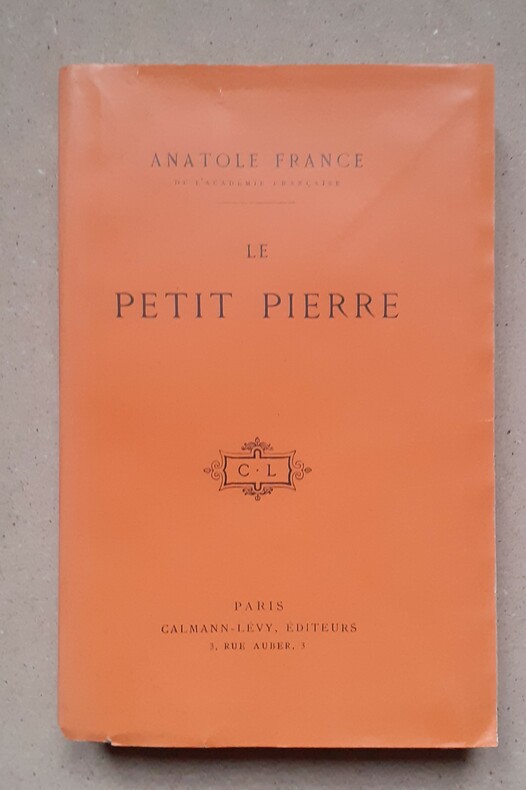 ANATOLE FRANCE
DE L'ACADÉMIE FRANÇAISE
LE
PETIT PIERRE
C · L
PARIS
CALMANN-LÉVY, ÉDITEURS
3, RUE AUBER, 3